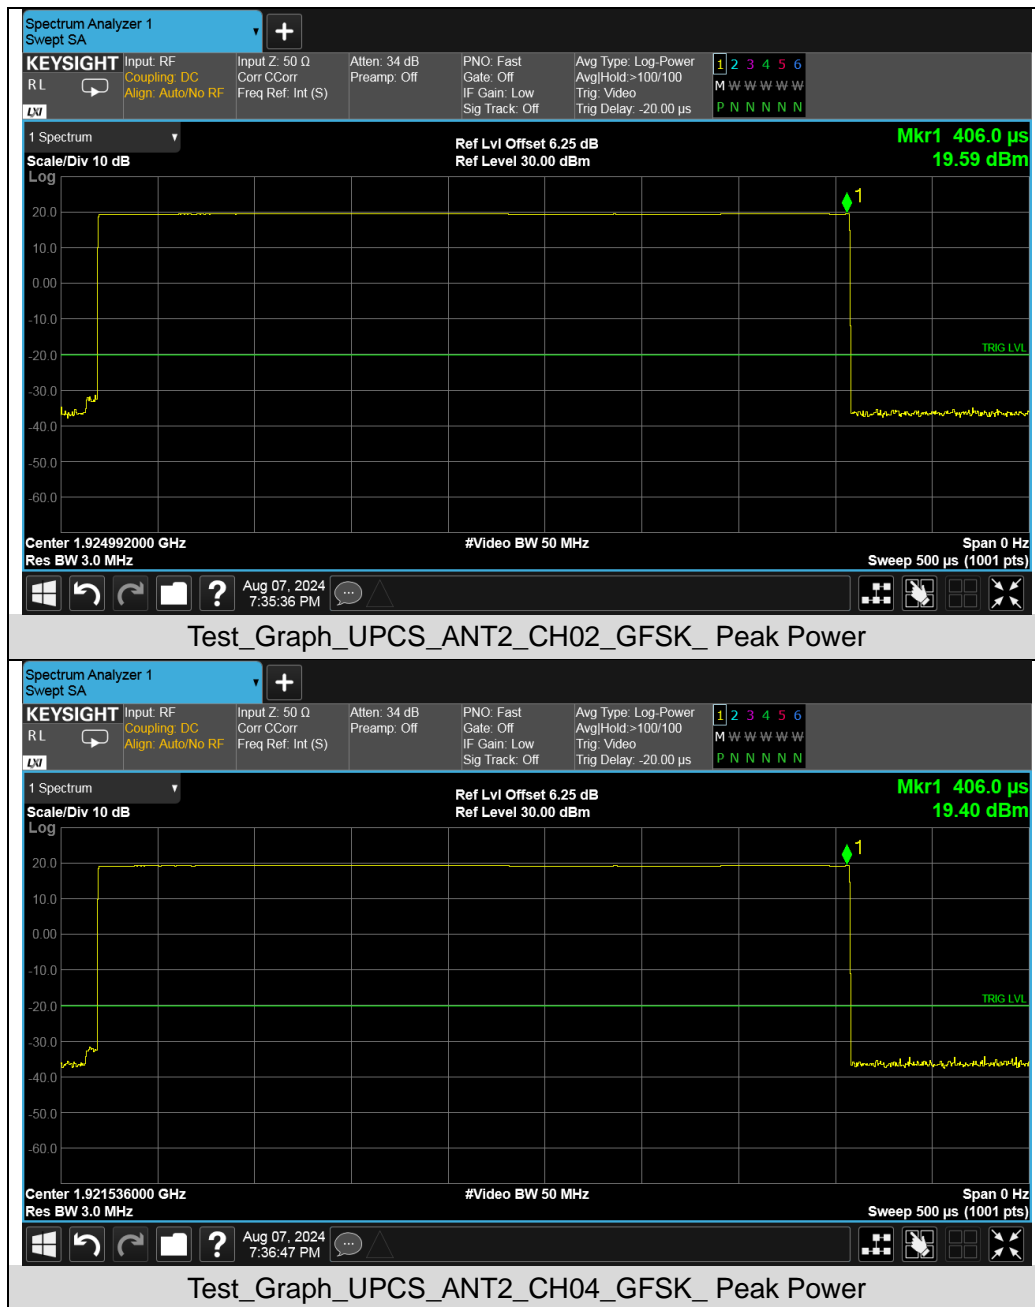 Spectrum Analyzer 1
Swept SA
+
KEYSIGHT
R L
LXI
Input: RF
Coupling: DC
Align: Auto/No RF
Input Z: 50 Ω
Corr CCorr
Freq Ref: Int (S)
Atten: 34 dB
Preamp: Off
PNO: Fast
Gate: Off
IF Gain: Low
Sig Track: Off
Avg Type: Log-Power
Avg|Hold:>100/100
Trig: Video
Trig Delay: -20.00 µs
1 2 3 4 5 6
M W W W W W
P N N N N N
1 Spectrum
Scale/Div 10 dB
Ref Lvl Offset 6.25 dB
Ref Level 30.00 dBm
Mkr1 406.0 µs
19.59 dBm
Log
1
20.0
10.0
0.00
-10.0
-20.0
TRIG LVL
-30.0
-40.0
-50.0
-60.0
Center 1.924992000 GHz
Res BW 3.0 MHz
#Video BW 50 MHz
Span 0 Hz
Sweep 500 µs (1001 pts)
?
Aug 07, 2024
7:35:36 PM
Test_Graph_UPCS_ANT2_CH02_GFSK_ Peak Power
Spectrum Analyzer 1
Swept SA
+
KEYSIGHT
R L
LXI
Input: RF
Coupling: DC
Align: Auto/No RF
Input Z: 50 Ω
Corr CCorr
Freq Ref: Int (S)
Atten: 34 dB
Preamp: Off
PNO: Fast
Gate: Off
IF Gain: Low
Sig Track: Off
Avg Type: Log-Power
Avg|Hold:>100/100
Trig: Video
Trig Delay: -20.00 µs
1 2 3 4 5 6
M W W W W W
P N N N N N
1 Spectrum
Scale/Div 10 dB
Ref Lvl Offset 6.25 dB
Ref Level 30.00 dBm
Mkr1 406.0 µs
19.40 dBm
Log
1
20.0
10.0
0.00
-10.0
-20.0
TRIG LVL
-30.0
-40.0
-50.0
-60.0
Center 1.921536000 GHz
Res BW 3.0 MHz
#Video BW 50 MHz
Span 0 Hz
Sweep 500 µs (1001 pts)
?
Aug 07, 2024
7:36:47 PM
Test_Graph_UPCS_ANT2_CH04_GFSK_ Peak Power